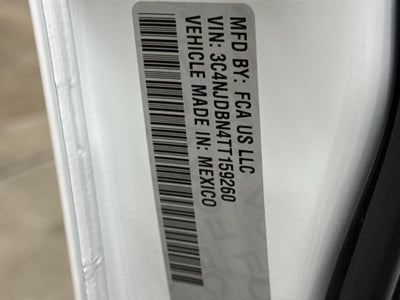 MFD BY: FCA US LLC
VIN: 3C4NJDBN4TT159260
VEHICLE MADE IN: MEXICO